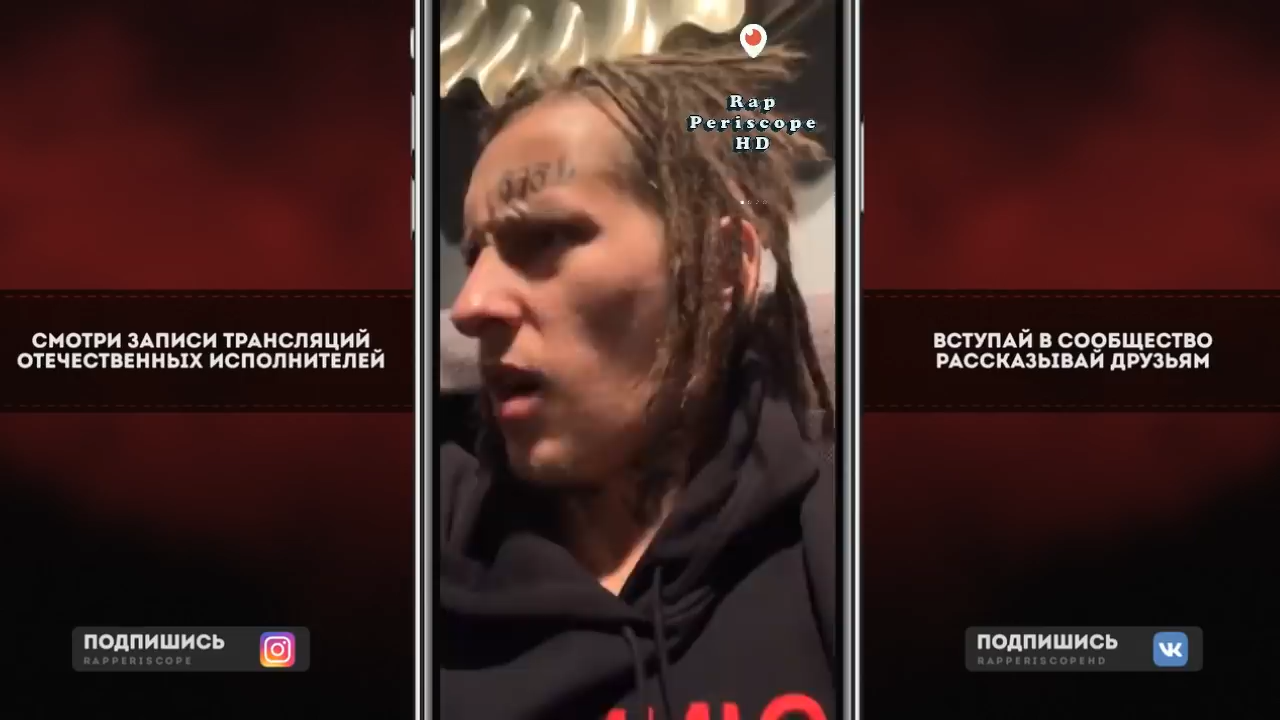 Rap
Periscope
HD
СМОТРИ ЗАПИСИ ТРАНСЛЯЦИЙ
ОТЕЧЕСТВЕННЫХ ИСПОЛНИТЕЛЕЙ
ВСТУПАЙ В СООБЩЕСТВО
РАССКАЗЫВАЙ ДРУЗЬЯМ
ПОДПИШИСЬ
RAPPERISCOPE
ПОДПИШИСЬ
RAPPERISCOPEHD